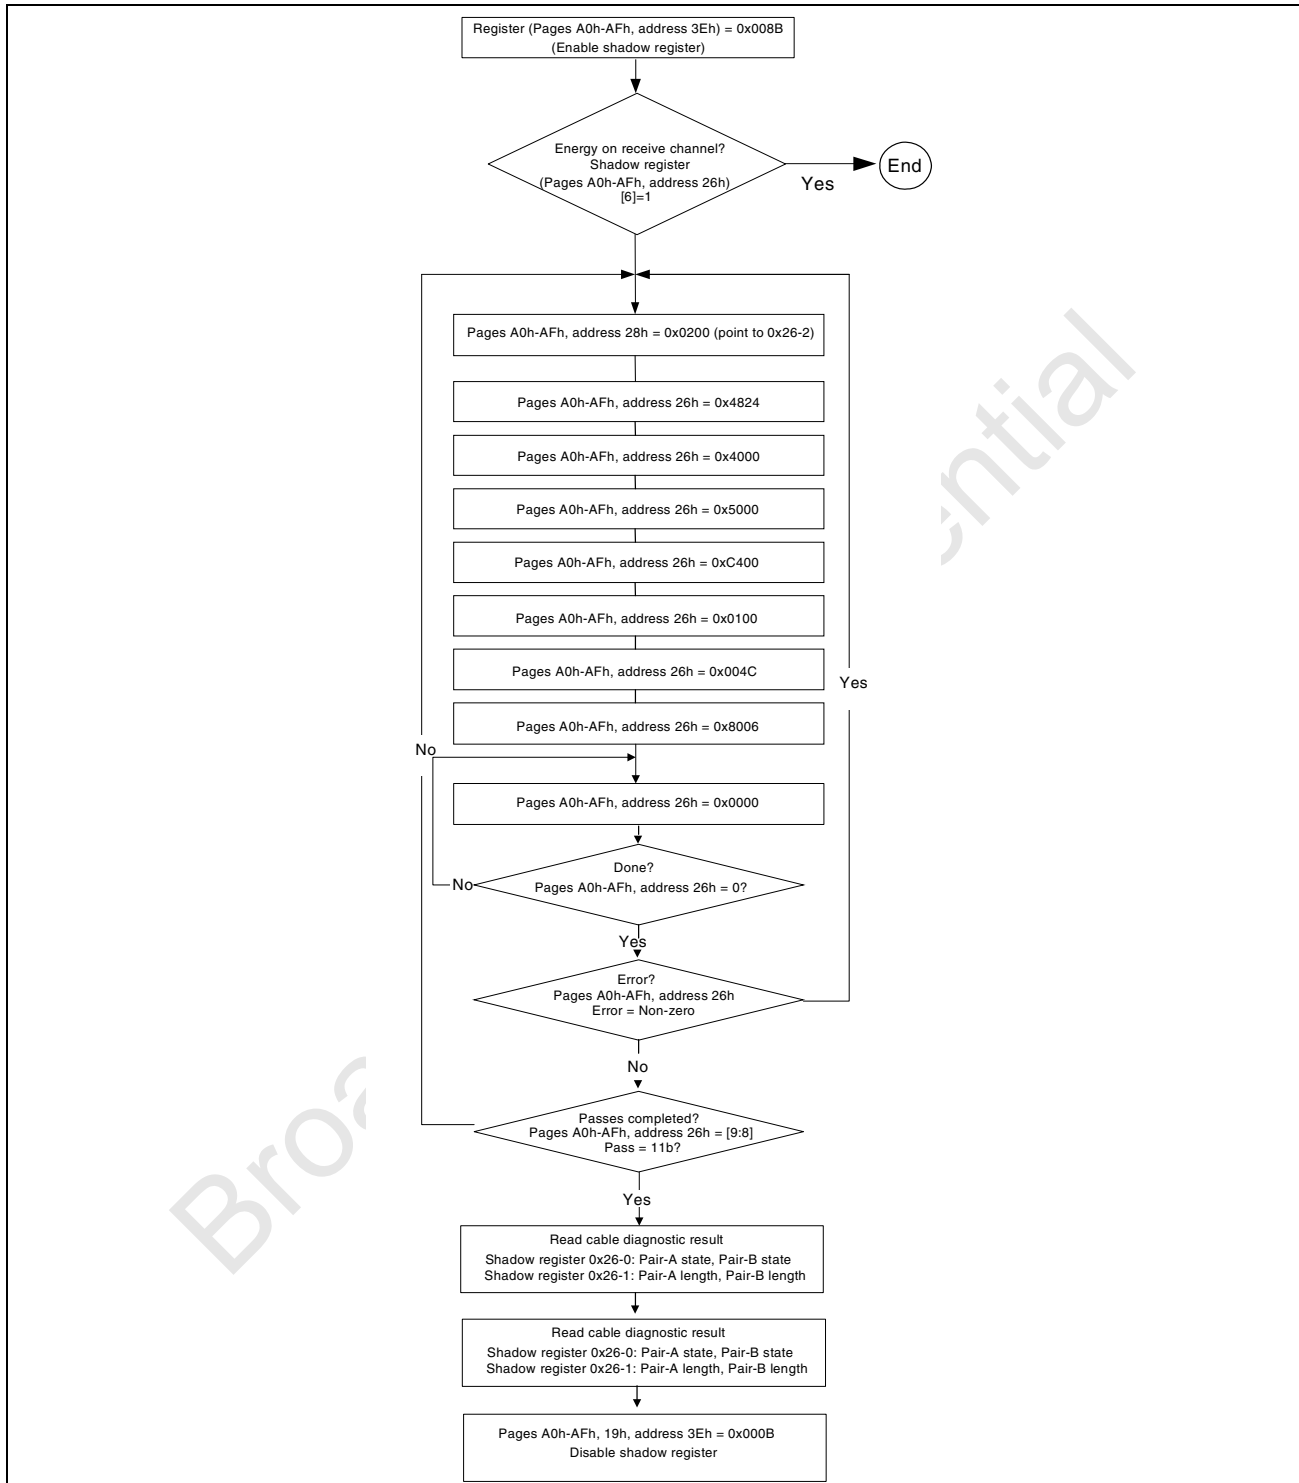 Register (Pages A0h-AFh, address 3Eh) = 0x008B
(Enable shadow register)
Energy on receive channel?
Shadow register
(Pages A0h-AFh, address 26h)
[6]=1
Yes
End
Pages A0h-AFh, address 28h = 0x0200 (point to 0x26-2)
Pages A0h-AFh, address 26h = 0x4824
Pages A0h-AFh, address 26h = 0x4000
Pages A0h-AFh, address 26h = 0x5000
Pages A0h-AFh, address 26h = 0xC400
Pages A0h-AFh, address 26h = 0x0100
Pages A0h-AFh, address 26h = 0x004C
Yes
Pages A0h-AFh, address 26h = 0x8006
No
Pages A0h-AFh, address 26h = 0x0000
Done?
Pages A0h-AFh, address 26h = 0?
No
Yes
Error?
Pages A0h-AFh, address 26h
Error = Non-zero
No
Passes completed?
Pages A0h-AFh, address 26h = [9:8]
Pass = 11b?
Yes
Read cable diagnostic result
Shadow register 0x26-0: Pair-A state, Pair-B state
Shadow register 0x26-1: Pair-A length, Pair-B length
Read cable diagnostic result
Shadow register 0x26-0: Pair-A state, Pair-B state
Shadow register 0x26-1: Pair-A length, Pair-B length
Pages A0h-AFh, 19h, address 3Eh = 0x000B
Disable shadow register